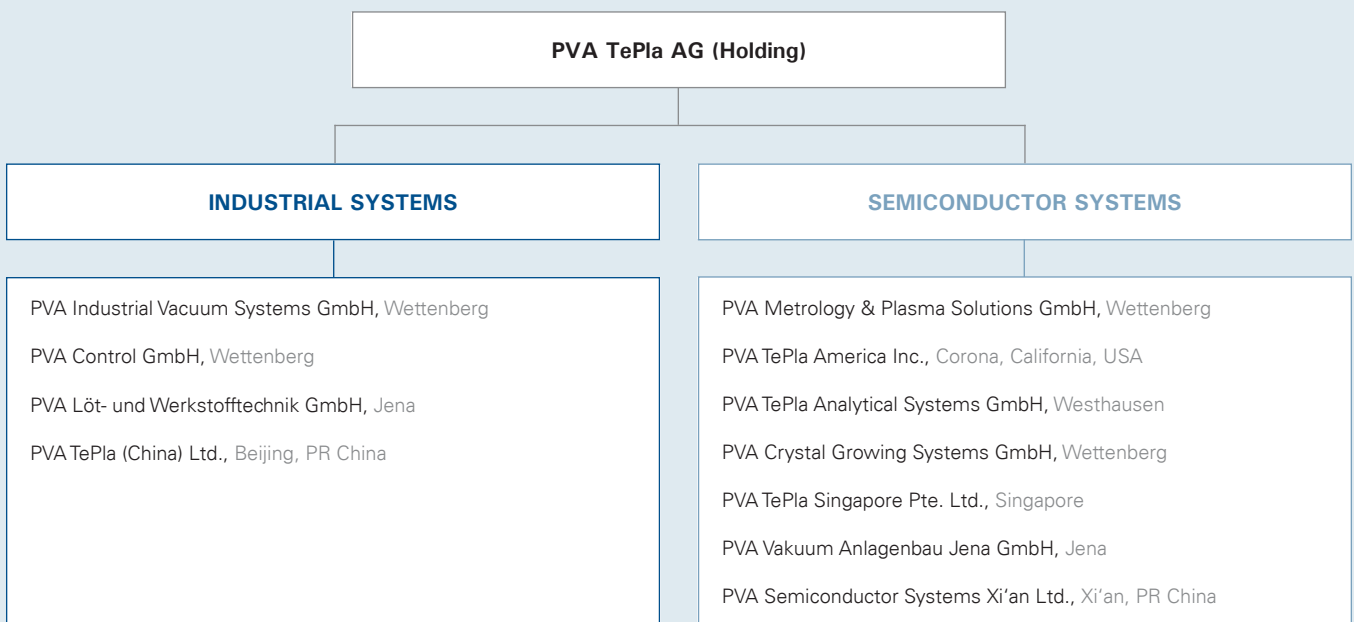 PVA TePla AG (Holding)
INDUSTRIAL SYSTEMS
PVA Industrial Vacuum Systems GmbH, Wettenberg
PVA Control GmbH, Wettenberg
PVA Löt- und Werkstofftechnik GmbH, Jena
PVA TePla (China) Ltd., Beijing, PR China
SEMICONDUCTOR SYSTEMS
PVA Metrology & Plasma Solutions GmbH, Wettenberg
PVA TePla America Inc., Corona, California, USA
PVA TePla Analytical Systems GmbH, Westhausen
PVA Crystal Growing Systems GmbH, Wettenberg
PVA TePla Singapore Pte. Ltd., Singapore
PVA Vakuum Anlagenbau Jena GmbH, Jena
PVA Semiconductor Systems Xi‘an Ltd., Xi‘an, PR China